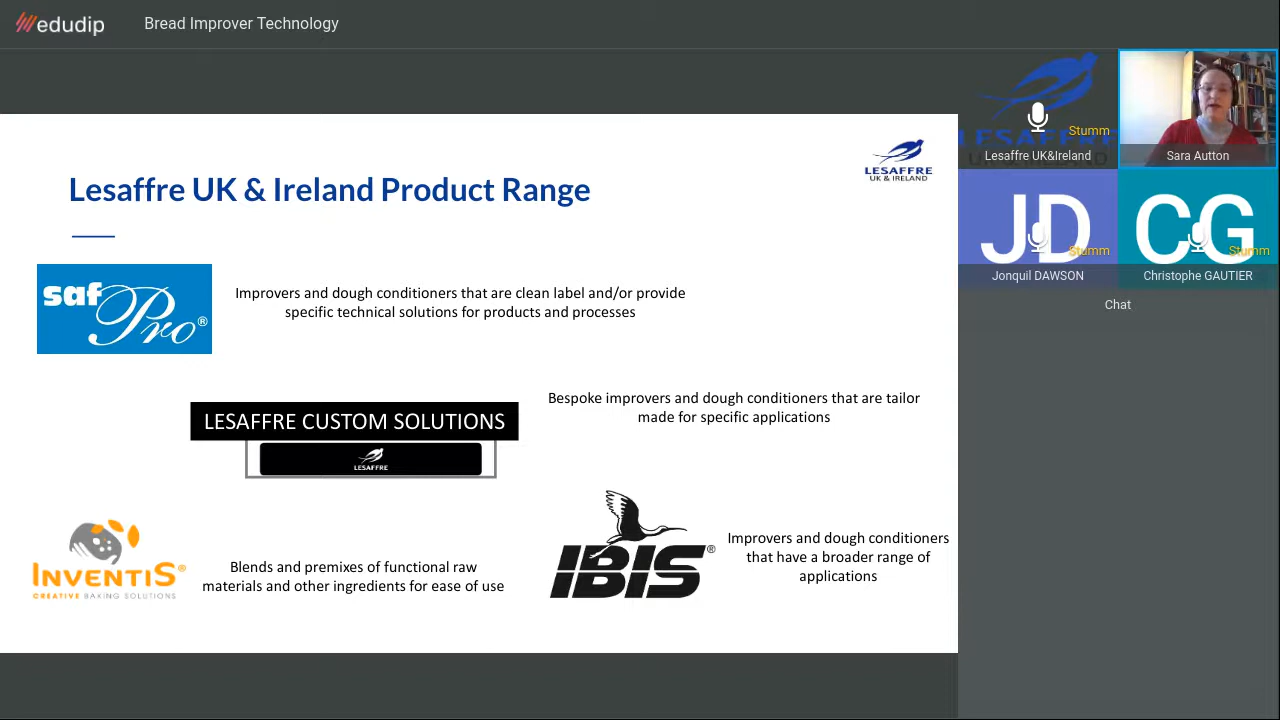 edudip
Bread Improver Technology
LESAFFRE
Stumm
Lesaffre UK&Ireland
Sara Autton
JD
Stumm
Jonquil DAWSON
CG
Stumm
Christophe GAUTIER
Chat
LESAFFRE
UK & IRELAND
Lesaffre UK & Ireland Product Range
saf
Pro®
Improvers and dough conditioners that are clean label and/or provide
specific technical solutions for products and processes
LESAFFRE CUSTOM SOLUTIONS
LESAFFRE
Bespoke improvers and dough conditioners that are tailor
made for specific applications
INVENTIS®
CREATIVE BAKING SOLUTIONS
Blends and premixes of functional raw
materials and other ingredients for ease of use
IBIS®
Improvers and dough conditioners
that have a broader range of
applications